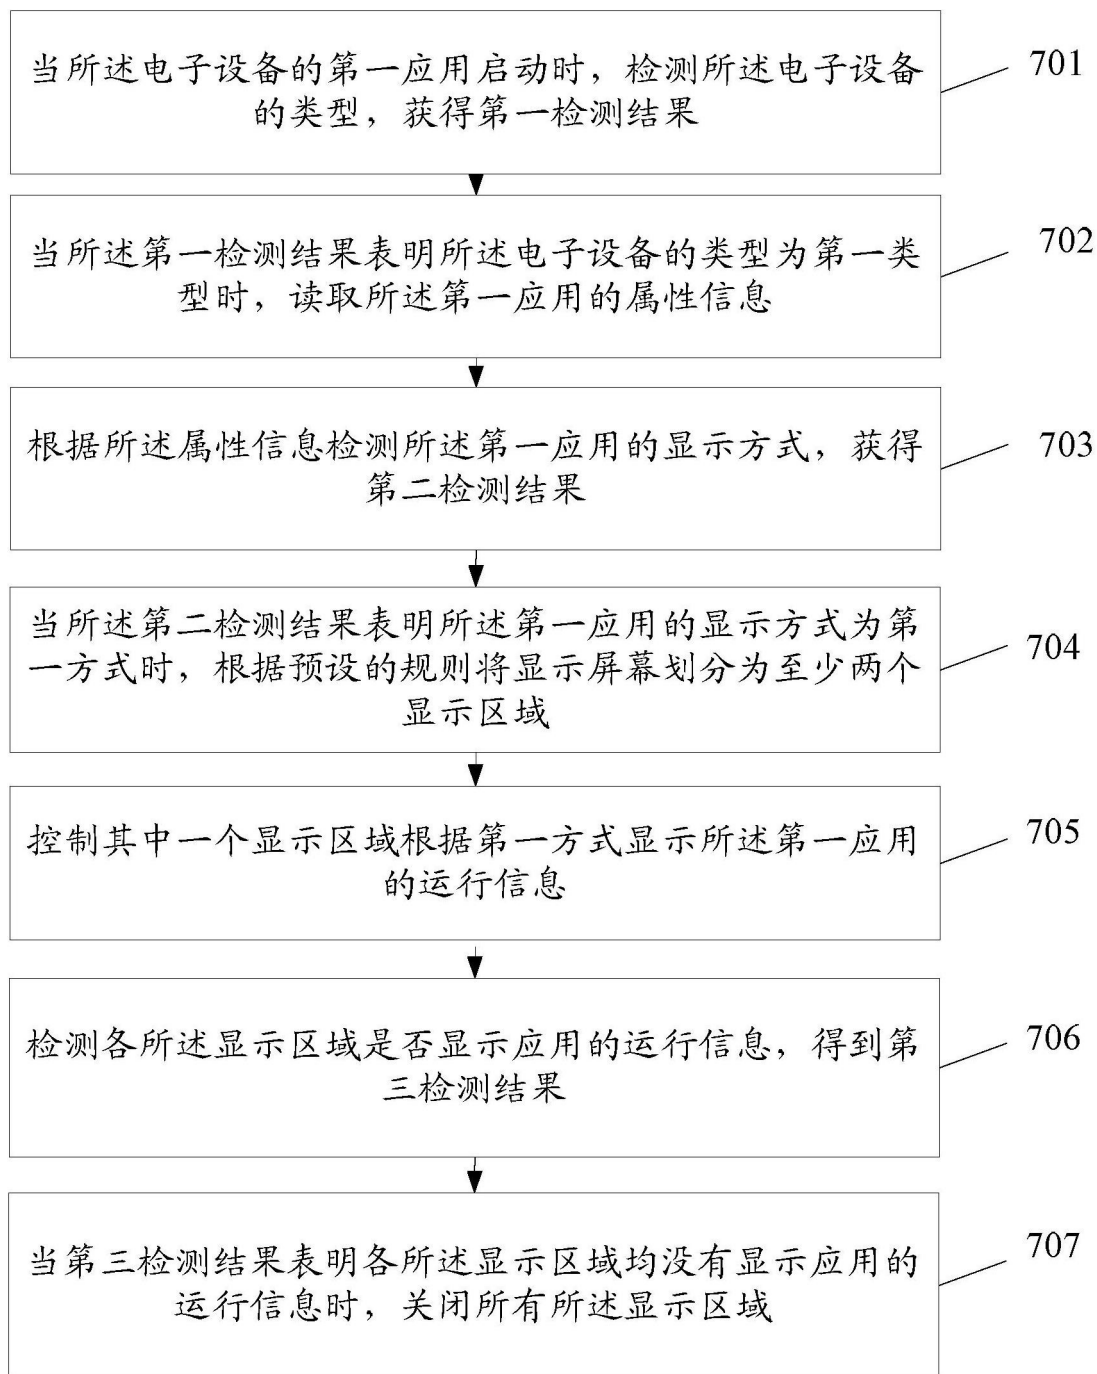 当所述电子设备的第一应用启动时，检测所述电子设备
的类型，获得第一检测结果
701
当所述第一检测结果表明所述电子设备的类型为第一类
型时，读取所述第一应用的属性信息
702
根据所述属性信息检测所述第一应用的显示方式，获得
第二检测结果
703
当所述第二检测结果表明所述第一应用的显示方式为第
一方式时，根据预设的规则将显示屏幕划分为至少两个
显示区域
704
控制其中一个显示区域根据第一方式显示所述第一应用
的运行信息
705
检测各所述显示区域是否显示应用的运行信息，得到第
三检测结果
706
当第三检测结果表明各所述显示区域均没有显示应用的
运行信息时，关闭所有所述显示区域
707